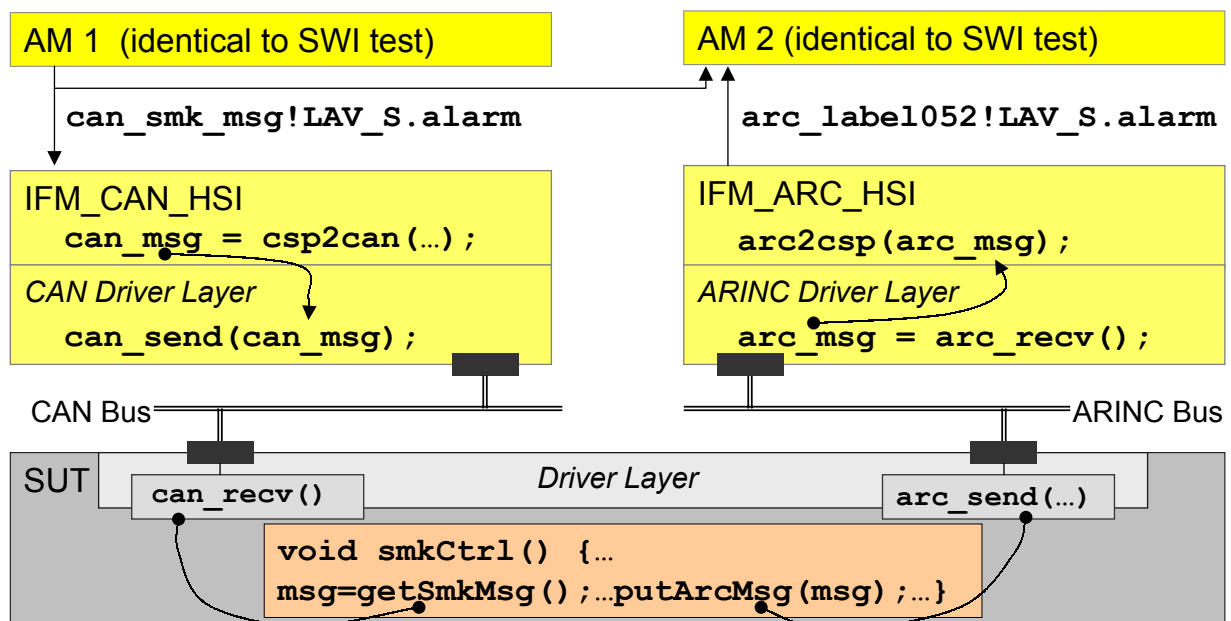 AM 1 (identical to SWI test)
AM 2 (identical to SWI test)
can_smk_msg!LAV_S.alarm
arc_label052!LAV_S.alarm
IFM_CAN_HSI
can_msg = csp2can(…);
CAN Driver Layer
can_send(can_msg);
IFM_ARC_HSI
arc2csp(arc_msg);
ARINC Driver Layer
arc_msg = arc_recv();
CAN Bus
ARINC Bus
SUT
Driver Layer
can_recv()
arc_send(…)
void smkCtrl() {…
msg=getSmkMsg();…putArcMsg(msg);…}